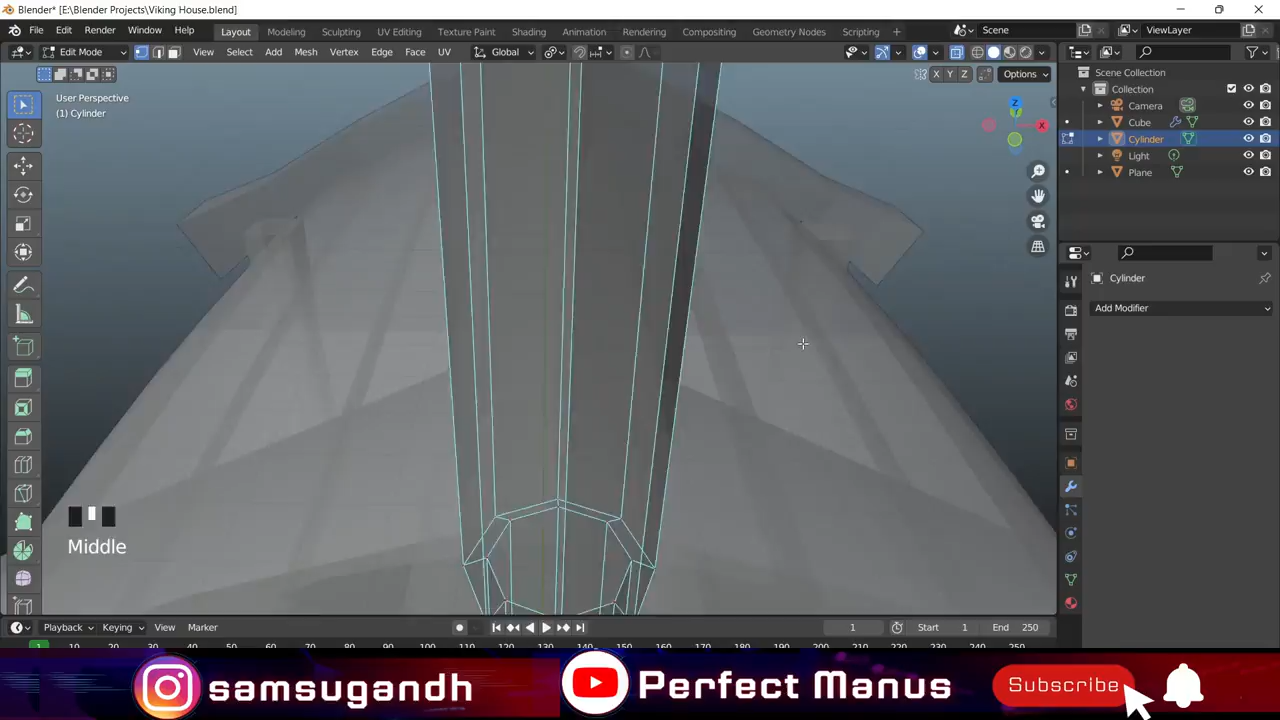 Blender* [E:\Blender Projects\Viking House.blend]
File Edit Render Window Help Layout Modeling Sculpting UV Editing Texture Paint Shading Animation Rendering Compositing Geometry Nodes Scripting + Scene ViewLayer
Edit Mode View Select Add Mesh Vertex Edge Face UV Global
X Y Z Options
User Perspective
(1) Cylinder
Z
X
Scene Collection
Collection
Camera
Cube
Cylinder
Light
Plane
Cylinder
Add Modifier
Middle
Playback Keying View Marker 1 Start 1 End 250
samsugandh
Perfect Manus
Subscribe